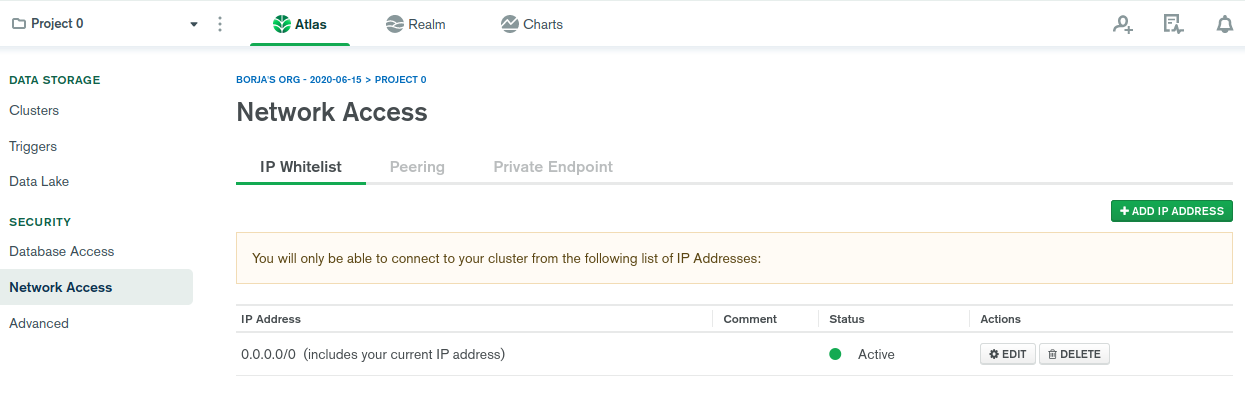 Project 0
Atlas
Realm
Charts
DATA STORAGE
Clusters
Triggers
Data Lake
SECURITY
Database Access
Network Access
Advanced
BORJA'S ORG - 2020-06-15 > PROJECT 0
Network Access
IP Whitelist
Peering
Private Endpoint
+ ADD IP ADDRESS
You will only be able to connect to your cluster from the following list of IP Addresses:
IP Address
Comment
Status
Actions
0.0.0.0/0 (includes your current IP address)
Active
EDIT
DELETE